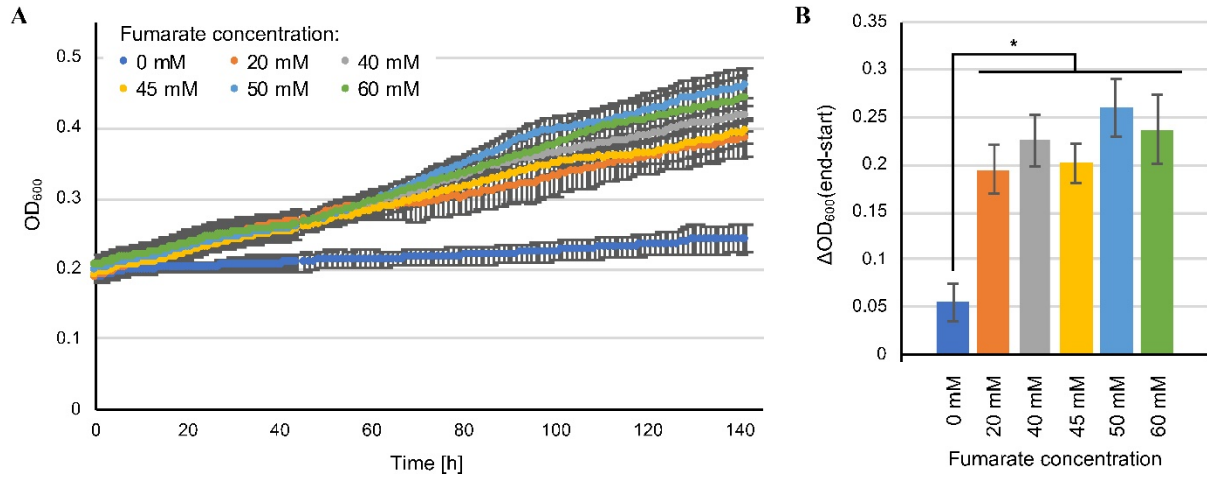 A
Fumarate concentration:
0 mM 20 mM 40 mM
45 mM 50 mM 60 mM
0.5
0.4
0.3
0.2
0.1
0
OD600
0 20 40 60 80 100 120 140
Time [h]
B
0.35
0.3
0.25
0.2
0.15
0.1
0.05
0
ΔOD600(end-start)
*
0 mM
20 mM
40 mM
45 mM
50 mM
60 mM
Fumarate concentration